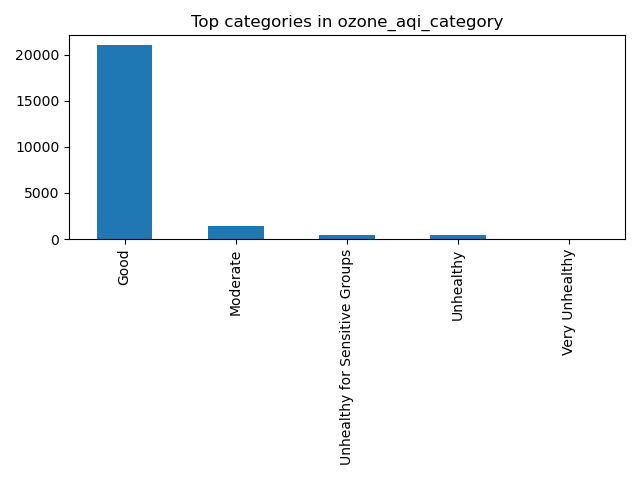 Top categories in ozone_aqi_category
20000
15000
10000
5000
0
Good
Moderate
Unhealthy for Sensitive Groups
Unhealthy
Very Unhealthy